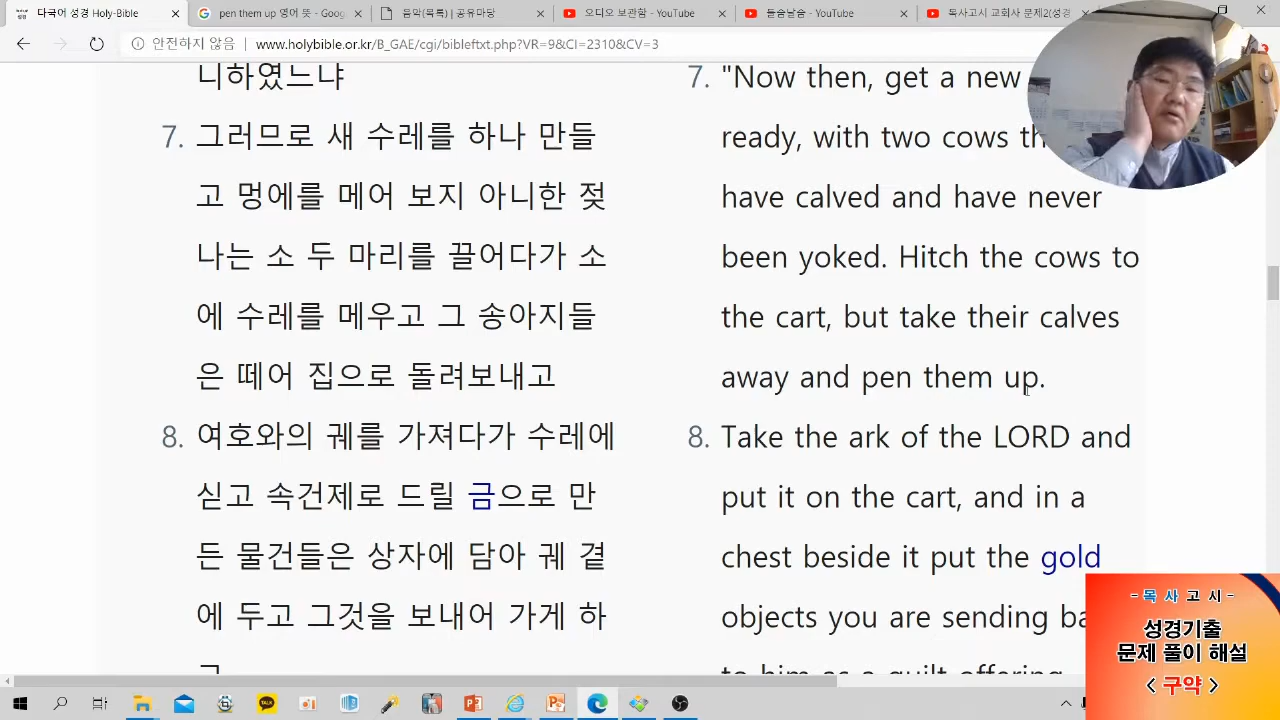 다국어 성경 Holy-Bible
pen them up 영어 뜻 - Goog
음악(목록) | 공유마당
오디오 보관함 - YouTube
돌솜날솜 - YouTube
목사고시 교회사 문제2(성경
안전하지 않음 | www.holybible.or.kr/B_GAE/cgi/bibleftxt.php?VR=9&CI=2310&CV=3
니하였느냐
7. 그러므로 새 수레를 하나 만들
고 멍에를 메어 보지 아니한 젖
나는 소 두 마리를 끌어다가 소
에 수레를 메우고 그 송아지들
은 떼어 집으로 돌려보내고
8. 여호와의 궤를 가져다가 수레에
싣고 속건제로 드릴 금으로 만
든 물건들은 상자에 담아 궤 곁
에 두고 그것을 보내어 가게 하
고
7. "Now then, get a new
ready, with two cows th
have calved and have never
been yoked. Hitch the cows to
the cart, but take their calves
away and pen them up.
8. Take the ark of the LORD and
put it on the cart, and in a
chest beside it put the gold
objects you are sending ba
to him as a guilt offering
- 목 사 고 시 -
성경기출
문제 풀이 해설
< 구약 >